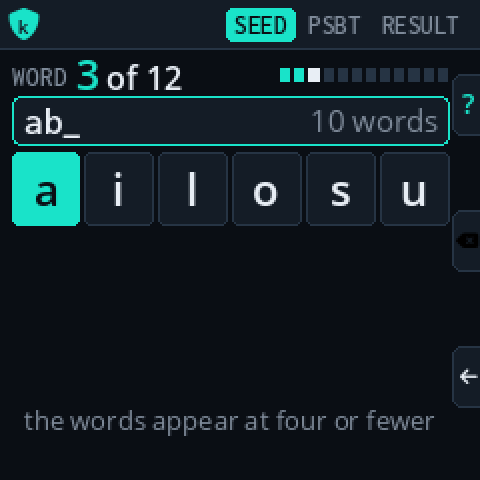 k SEED PSBT RESULT
WORD 3 of 12
ab_ 10 words
a i l o s u
the words appear at four or fewer
?
←